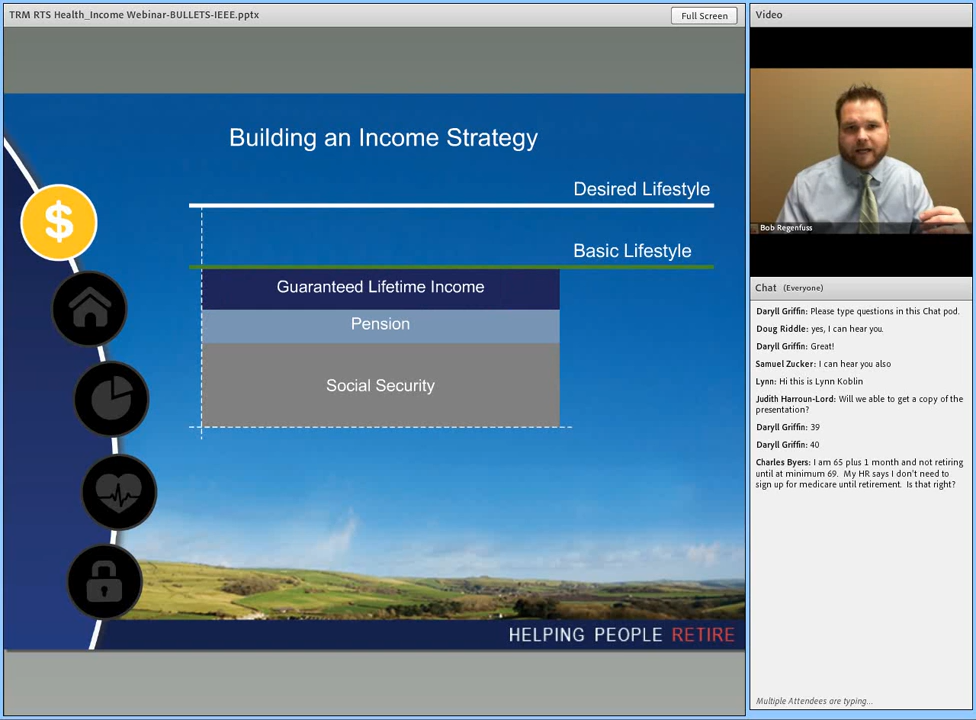 TRM RTS Health_Income Webinar-BULLETS-IEEE.pptx
Full Screen
Building an Income Strategy
$
Desired Lifestyle
Basic Lifestyle
Guaranteed Lifetime Income
Pension
Social Security
HELPING PEOPLE RETIRE
Video
Bob Regenfuss
Chat (Everyone)
Daryll Griffin: Please type questions in this Chat pod.
Doug Riddle: yes, I can hear you.
Daryll Griffin: Great!
Samuel Zucker: I can hear you also
Lynn: Hi this is Lynn Koblin
Judith Harroun-Lord: Will we able to get a copy of the
presentation?
Daryll Griffin: 39
Daryll Griffin: 40
Charles Byers: I am 65 plus 1 month and not retiring
until at minimum 69. My HR says I don't need to
sign up for medicare until retirement. Is that right?
Multiple Attendees are typing...